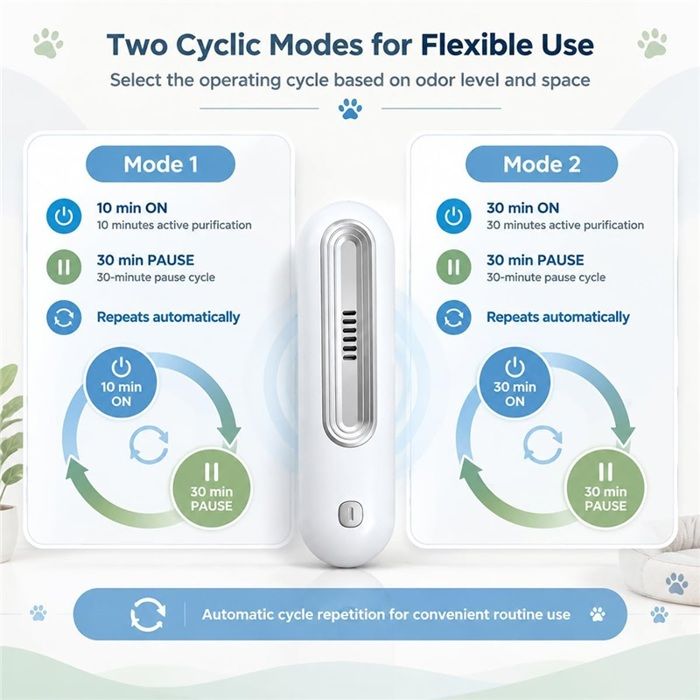 Two Cyclic Modes for Flexible Use
Select the operating cycle based on odor level and space
Mode 1
10 min ON
10 minutes active purification
30 min PAUSE
30-minute pause cycle
Repeats automatically
10 min
ON
30 min
PAUSE
Mode 2
30 min ON
30 minutes active purification
30 min PAUSE
30-minute pause cycle
Repeats automatically
30 min
ON
30 min
PAUSE
Automatic cycle repetition for convenient routine use